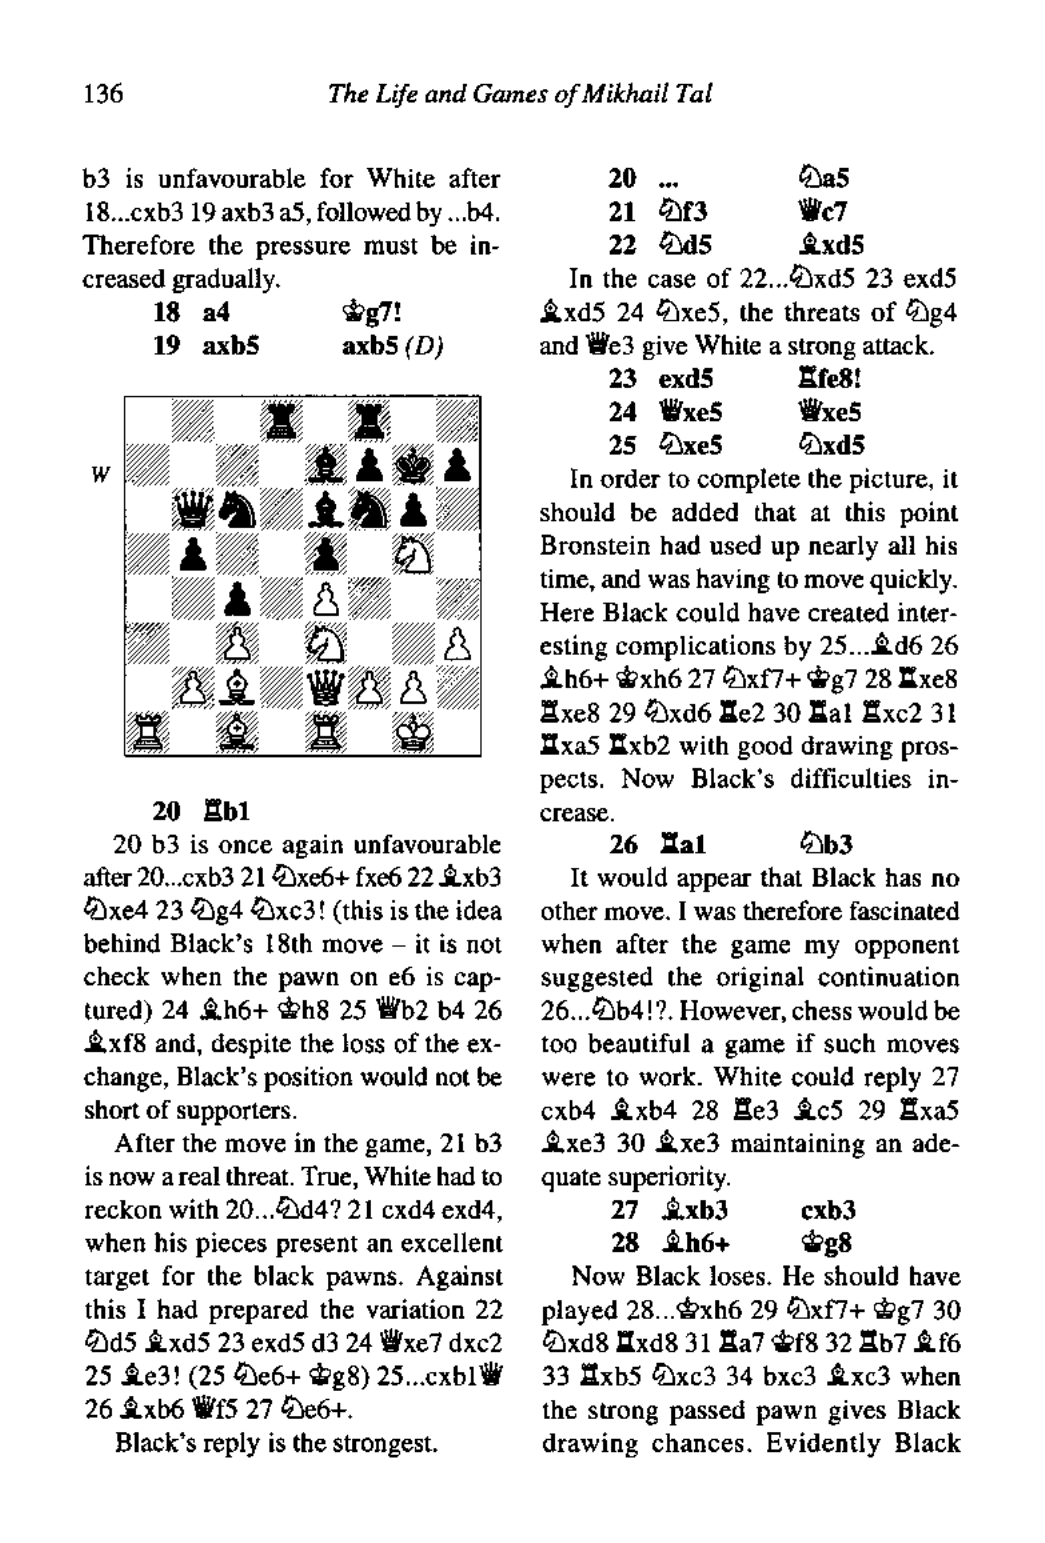 136
The Life and Games of Mikhail Tal
b3 is unfavourable for White after
18...cxb3 19 axb3 a5, followed by ...b4.
Therefore the pressure must be in-
creased gradually.
18 a4 ♔g7!
19 axb5 axb5 (D)
W
20 ♖b1
20 b3 is once again unfavourable
after 20...cxb3 21 ♘xe6+ fxe6 22 ♗xb3
♘xe4 23 ♘g4 ♘xc3! (this is the idea
behind Black's 18th move – it is not
check when the pawn on e6 is cap-
tured) 24 ♗h6+ ♔h8 25 ♕b2 b4 26
♗xf8 and, despite the loss of the ex-
change, Black's position would not be
short of supporters.
After the move in the game, 21 b3
is now a real threat. True, White had to
reckon with 20...♘d4? 21 cxd4 exd4,
when his pieces present an excellent
target for the black pawns. Against
this I had prepared the variation 22
♘d5 ♗xd5 23 exd5 d3 24 ♕xe7 dxc2
25 ♗e3! (25 ♘e6+ ♔g8) 25...cxb1♕
26 ♗xb6 ♕f5 27 ♘e6+.
Black's reply is the strongest.
20 ... ♘a5
21 ♘f3 ♕c7
22 ♘d5 ♗xd5
In the case of 22...♘xd5 23 exd5
♗xd5 24 ♘xe5, the threats of ♘g4
and ♕e3 give White a strong attack.
23 exd5 ♖fe8!
24 ♕xe5 ♕xe5
25 ♘xe5 ♘xd5
In order to complete the picture, it
should be added that at this point
Bronstein had used up nearly all his
time, and was having to move quickly.
Here Black could have created inter-
esting complications by 25...♗d6 26
♗h6+ ♔xh6 27 ♘xf7+ ♔g7 28 ♖xe8
♖xe8 29 ♘xd6 ♖e2 30 ♖a1 ♖xc2 31
♖xa5 ♖xb2 with good drawing pros-
pects. Now Black's difficulties in-
crease.
26 ♖a1 ♘b3
It would appear that Black has no
other move. I was therefore fascinated
when after the game my opponent
suggested the original continuation
26...♘b4!?. However, chess would be
too beautiful a game if such moves
were to work. White could reply 27
cxb4 ♗xb4 28 ♖e3 ♗c5 29 ♖xa5
♗xe3 30 ♗xe3 maintaining an ade-
quate superiority.
27 ♗xb3 cxb3
28 ♗h6+ ♔g8
Now Black loses. He should have
played 28...♔xh6 29 ♘xf7+ ♔g7 30
♘xd8 ♖xd8 31 ♖a7 ♔f8 32 ♖b7 ♗f6
33 ♖xb5 ♘xc3 34 bxc3 ♗xc3 when
the strong passed pawn gives Black
drawing chances. Evidently Black